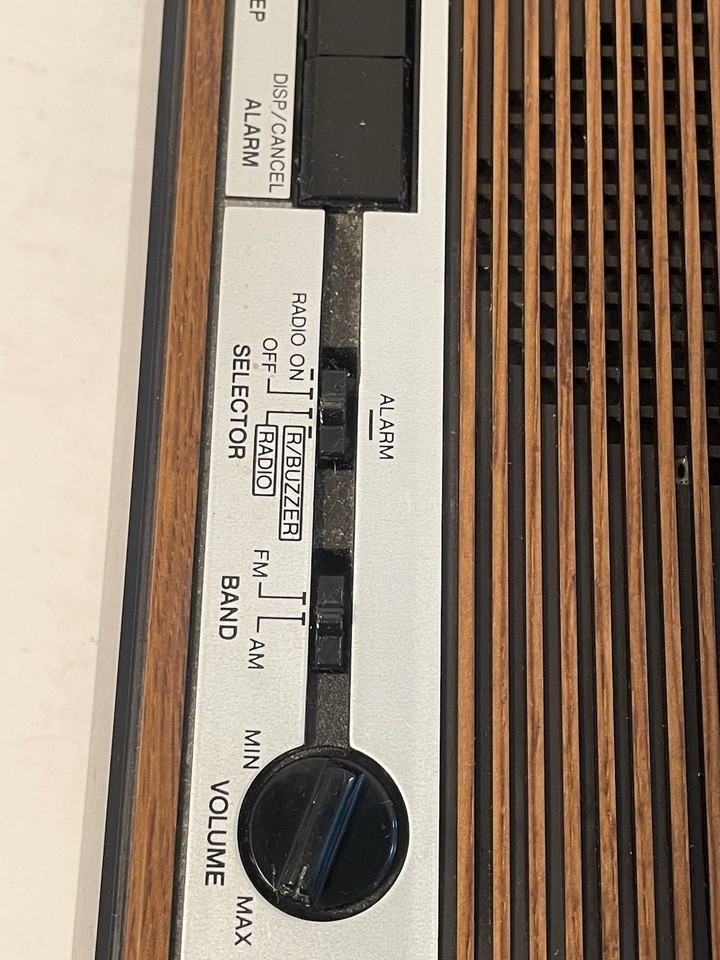 EP
DISP/CANCEL
ALARM
ALARM
RADIO ON
OFF
R/BUZZER
RADIO
SELECTOR
FM
AM
BAND
MIN
VOLUME
MAX